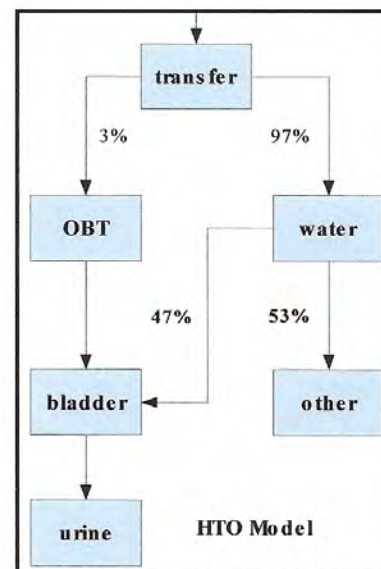 transfer
3%
97%
OBT
water
47%
53%
bladder
other
urine
HTO Model